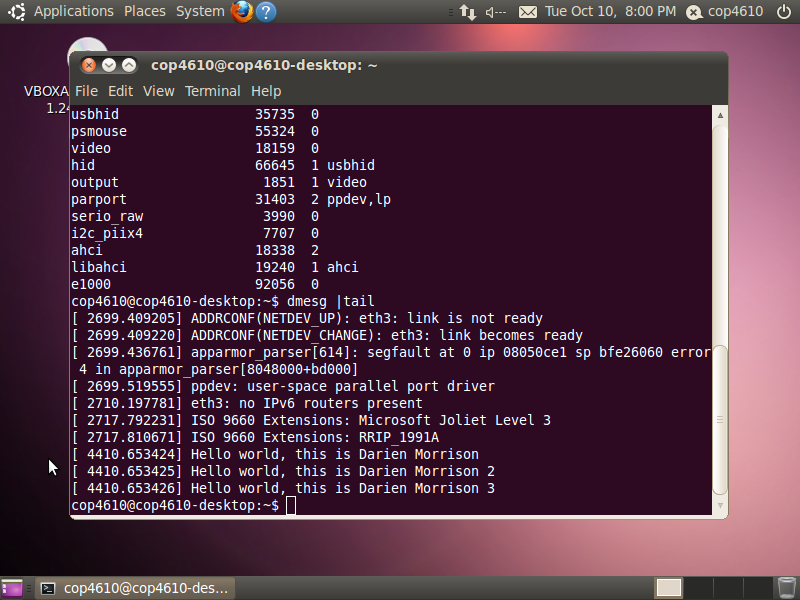 Applications Places System ? Tue Oct 10, 8:00 PM cop4610
VBOXA
1.24
cop4610@cop4610-desktop: ~
File Edit View Terminal Help
usbhid 35735 0
psmouse 55324 0
video 18159 0
hid 66645 1 usbhid
output 1851 1 video
parport 31403 2 ppdev,lp
serio_raw 3990 0
i2c_piix4 7707 0
ahci 18338 2
libahci 19240 1 ahci
e1000 92056 0
cop4610@cop4610-desktop:~$ dmesg |tail
[ 2699.409205] ADDRCONF(NETDEV_UP): eth3: link is not ready
[ 2699.409220] ADDRCONF(NETDEV_CHANGE): eth3: link becomes ready
[ 2699.436761] apparmor_parser[614]: segfault at 0 ip 08050ce1 sp bfe26060 error
4 in apparmor_parser[8048000+bd000]
[ 2699.519555] ppdev: user-space parallel port driver
[ 2710.197781] eth3: no IPv6 routers present
[ 2717.792231] ISO 9660 Extensions: Microsoft Joliet Level 3
[ 2717.810671] ISO 9660 Extensions: RRIP_1991A
[ 4410.653424] Hello world, this is Darien Morrison
[ 4410.653425] Hello world, this is Darien Morrison 2
[ 4410.653426] Hello world, this is Darien Morrison 3
cop4610@cop4610-desktop:~$
cop4610@cop4610-des...